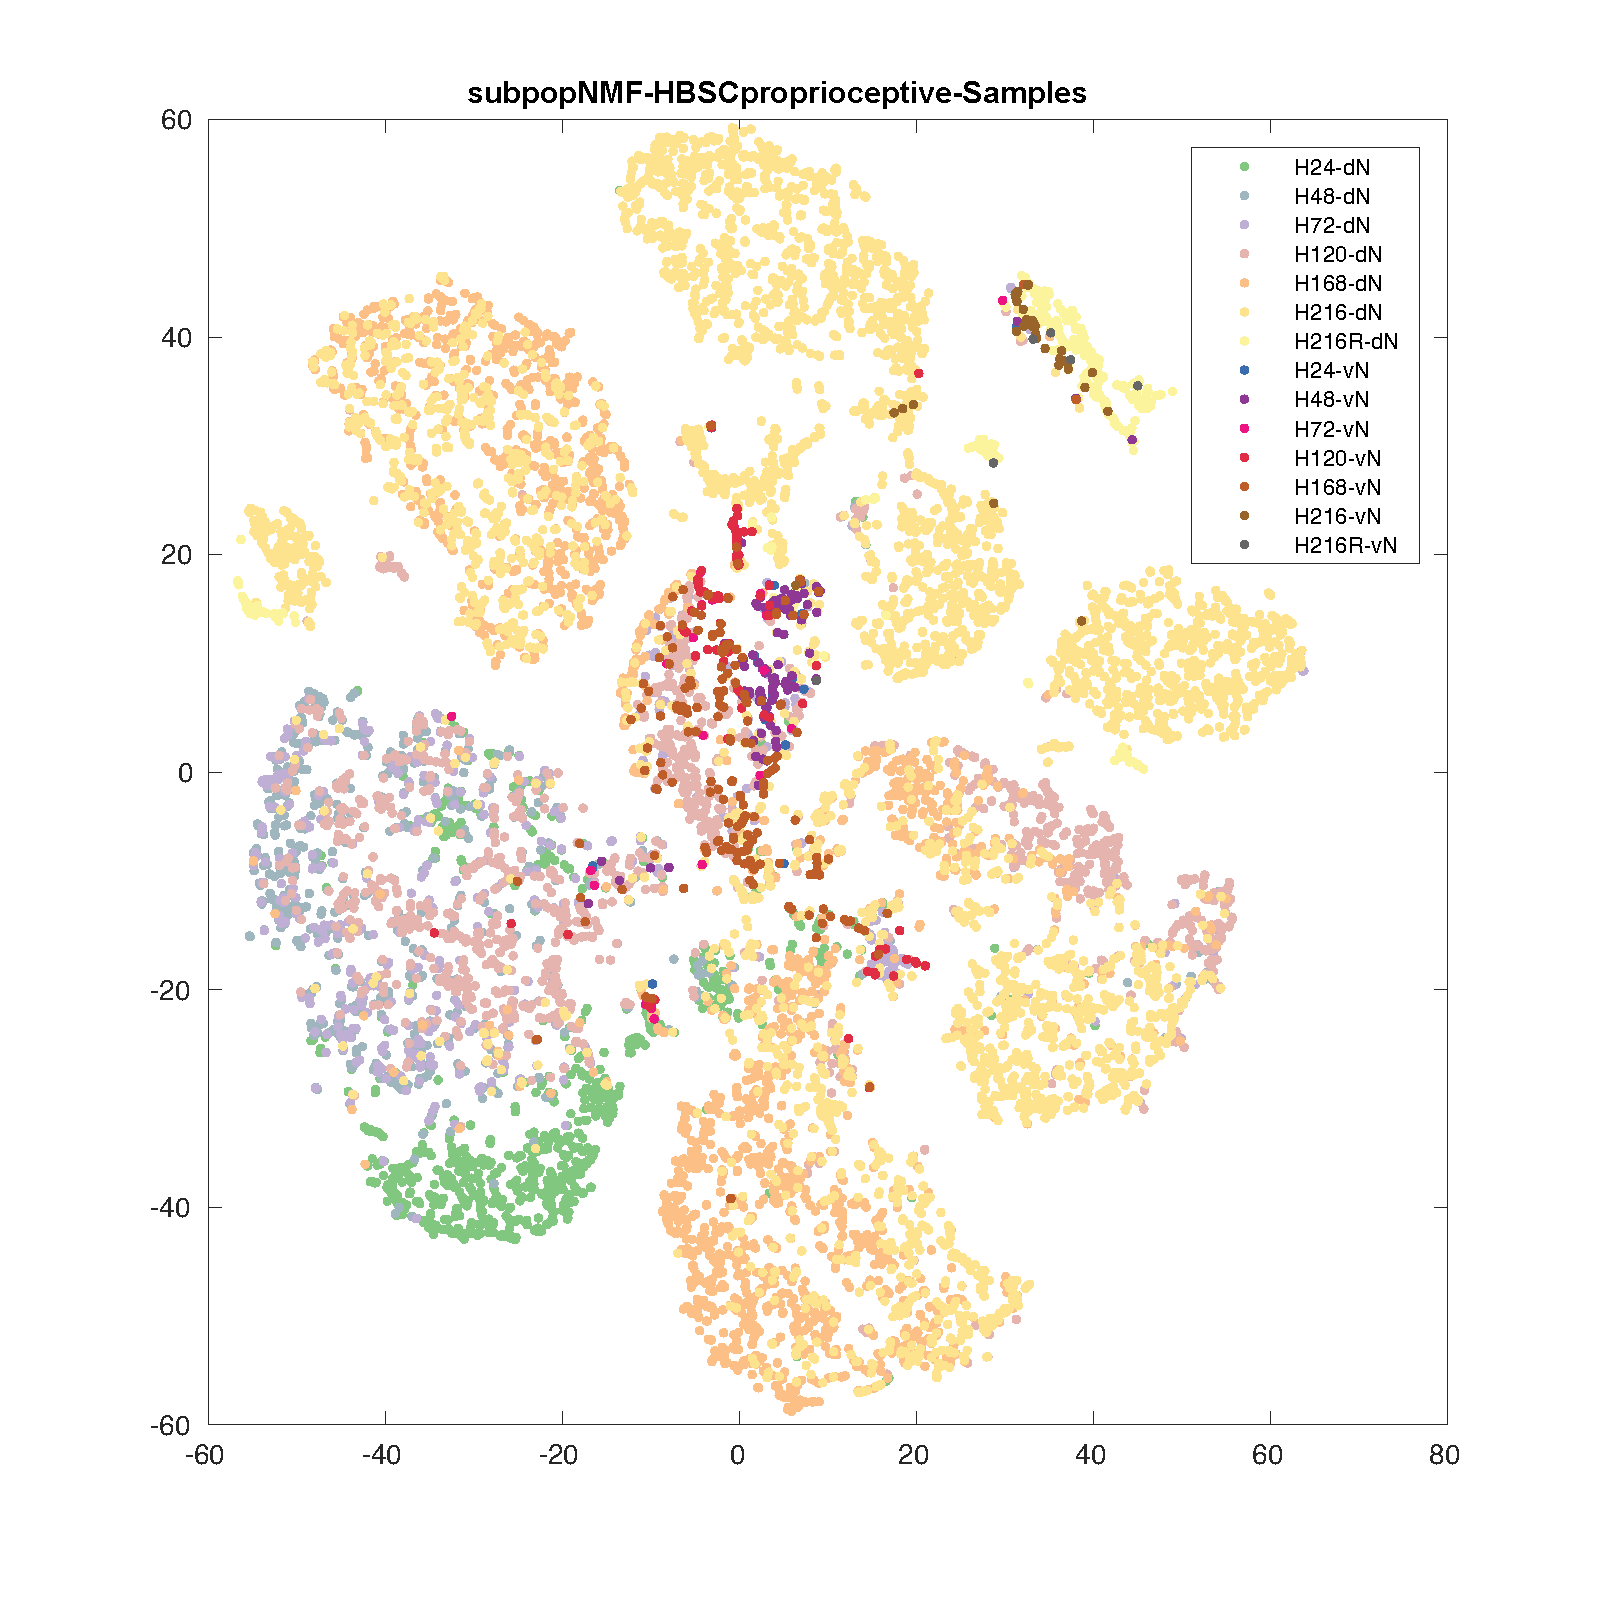 subpopNMF-HBSCproprioceptive-Samples
60
40
20
0
-20
-40
-60
-60
-40
-20
0
20
40
60
80
H24-dN
H48-dN
H72-dN
H120-dN
H168-dN
H216-dN
H216R-dN
H24-vN
H48-vN
H72-vN
H120-vN
H168-vN
H216-vN
H216R-vN